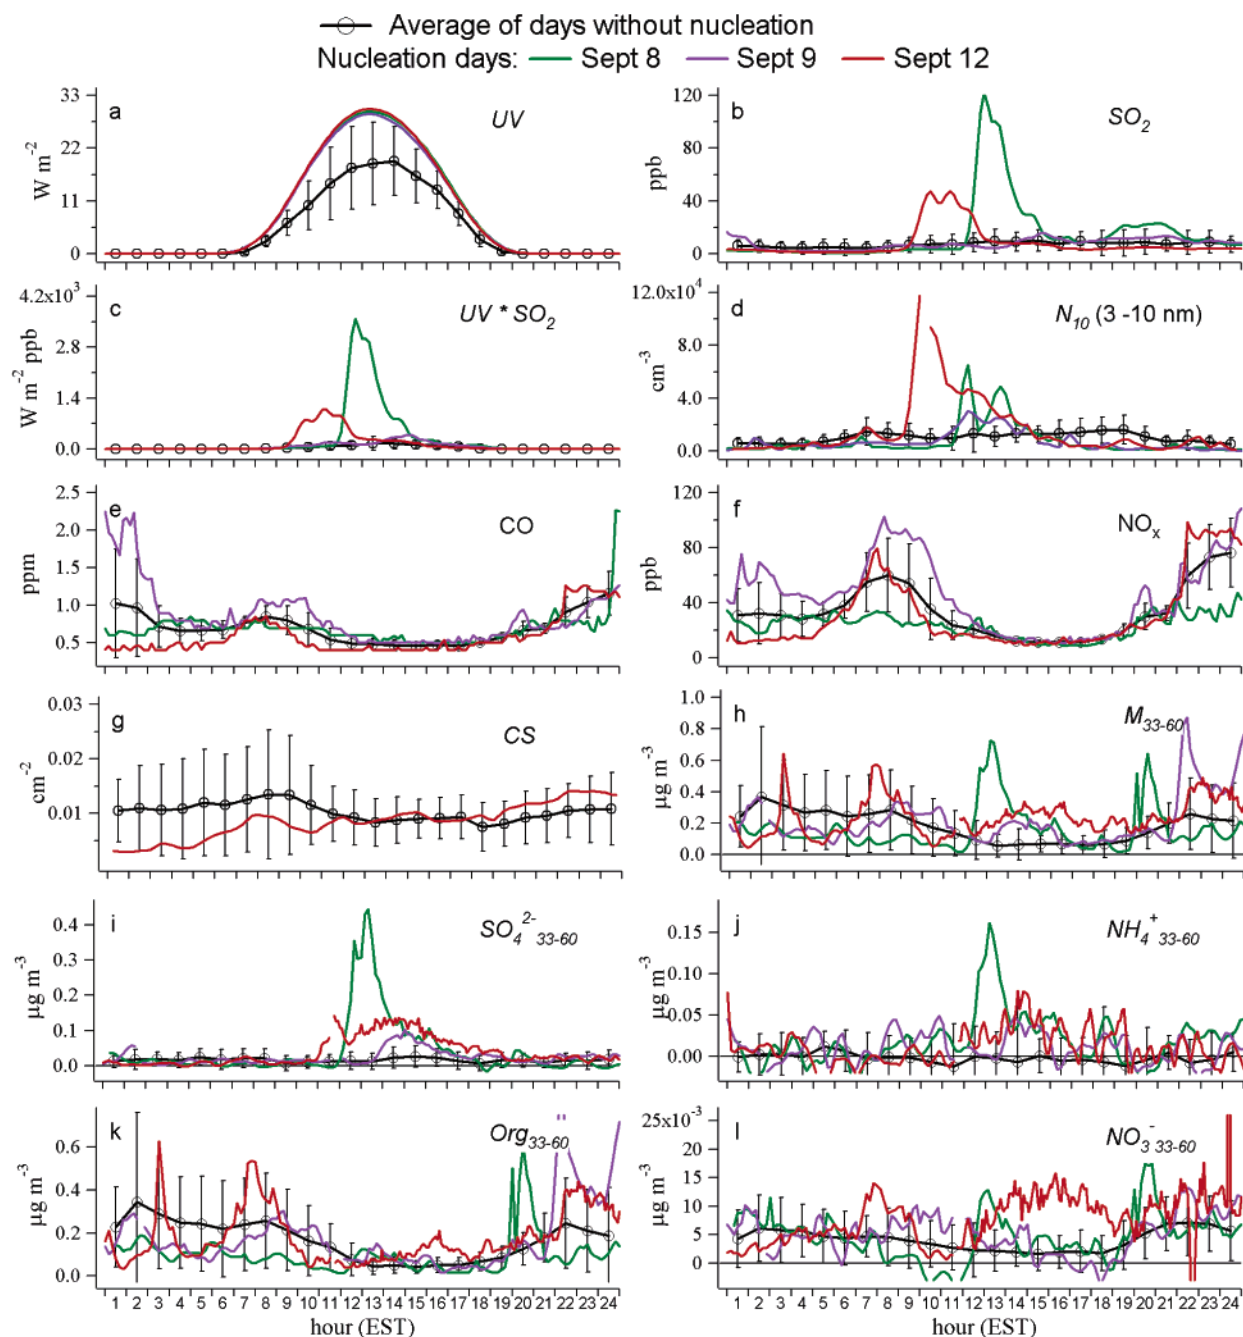 Average of days without nucleation
Nucleation days: Sept 8 Sept 9 Sept 12
a UV
33
22
11
0
W m⁻²
b SO₂
120
80
40
0
ppb
c UV * SO₂
4.2x10³
2.8
1.4
0.0
W m⁻² ppb
d N₁₀ (3 -10 nm)
12.0x10⁴
8.0
4.0
0.0
cm⁻³
e CO
2.5
2.0
1.5
1.0
0.5
ppm
f NOₓ
120
80
40
0
ppb
g CS
0.03
0.02
0.01
cm⁻²
h M₃₃₋₆₀
1.0
0.8
0.6
0.4
0.2
0.0
µg m⁻³
i SO₄²⁻₃₃₋₆₀
0.4
0.3
0.2
0.1
0.0
µg m⁻³
j NH₄⁺₃₃₋₆₀
0.15
0.10
0.05
0.00
µg m⁻³
k Org₃₃₋₆₀
0.6
0.4
0.2
0.0
µg m⁻³
1 2 3 4 5 6 7 8 9 10 11 12 13 14 15 16 17 18 19 20 21 22 23 24
hour (EST)
l NO₃⁻₃₃₋₆₀
25x10⁻³
20
15
10
5
0
µg m⁻³
1 2 3 4 5 6 7 8 9 10 11 12 13 14 15 16 17 18 19 20 21 22 23 24
hour (EST)